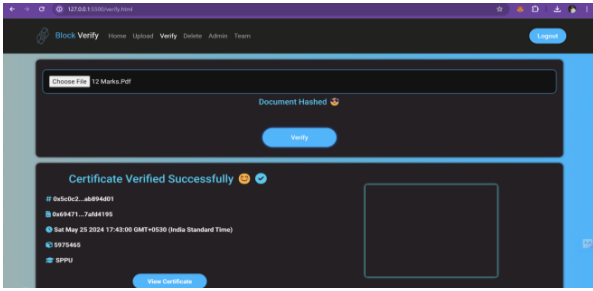 127.0.0.1:5500/verify.html
Block Verify Home Upload Verify Delete Admin Team Logout
Choose File 12 Marks.Pdf
Document Hashed
Verify
Certificate Verified Successfully
# 0x5c0c2...ab894d01
0x69471...7afd4195
Sat May 25 2024 17:43:00 GMT+0530 (India Standard Time)
5975465
SPPU
View Certificate